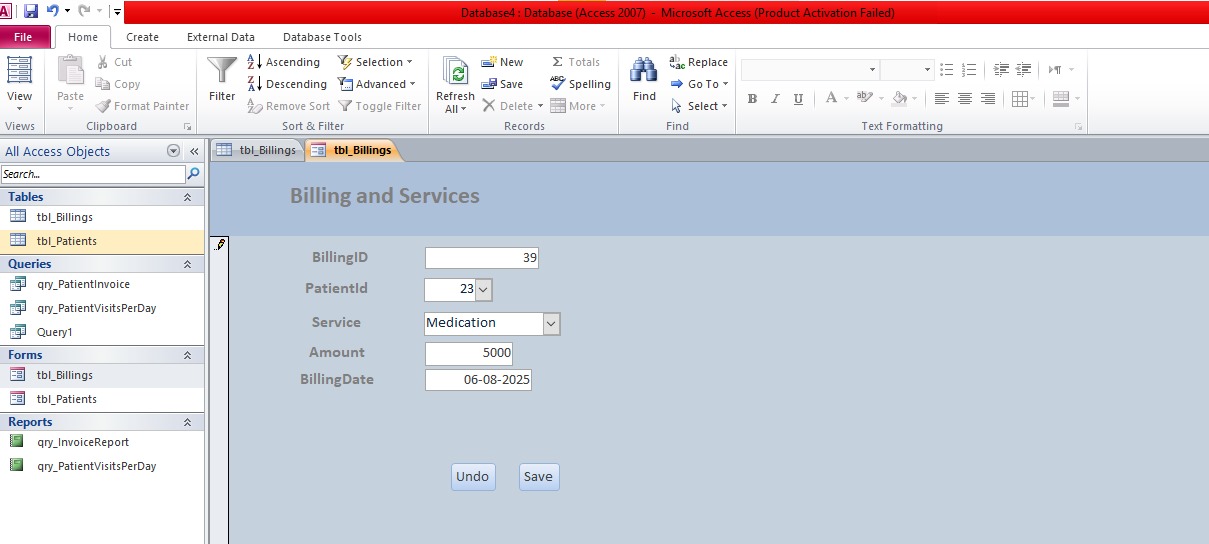 Database4 : Database (Access 2007) - Microsoft Access (Product Activation Failed)
File Home Create External Data Database Tools
View Paste Cut Copy Format Painter
Filter Ascending Descending Remove Sort Selection Advanced Toggle Filter
Refresh All New Save Delete Totals Spelling More
Find Replace Go To Select
B I U A
Views Clipboard Sort & Filter Records Find Text Formatting
All Access Objects
Search...
Tables
tbl_Billings
tbl_Patients
Queries
qry_PatientInvoice
qry_PatientVisitsPerDay
Query1
Forms
tbl_Billings
tbl_Patients
Reports
qry_InvoiceReport
qry_PatientVisitsPerDay
tbl_Billings tbl_Billings
Billing and Services
BillingID 39
PatientId 23
Service Medication
Amount 5000
BillingDate 06-08-2025
Undo Save